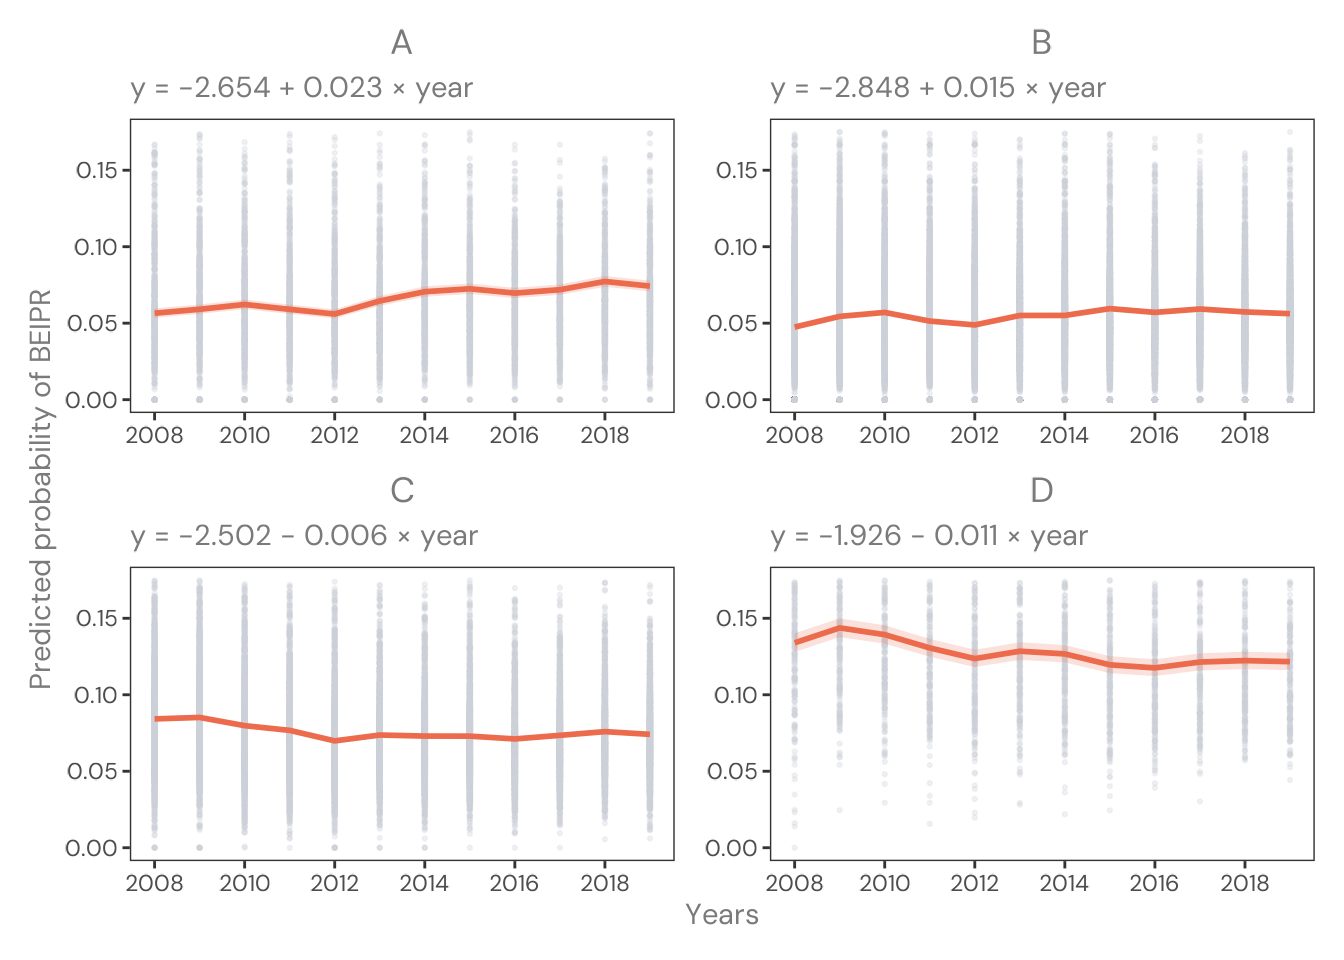 A
y = −2.654 + 0.023 × year
0.15
0.10
0.05
0.00
2008 2010 2012 2014 2016 2018
B
y = −2.848 + 0.015 × year
0.15
0.10
0.05
0.00
2008 2010 2012 2014 2016 2018
C
y = −2.502 − 0.006 × year
0.15
0.10
0.05
0.00
2008 2010 2012 2014 2016 2018
D
y = −1.926 − 0.011 × year
0.15
0.10
0.05
0.00
2008 2010 2012 2014 2016 2018
Predicted probability of BEIPR
Years